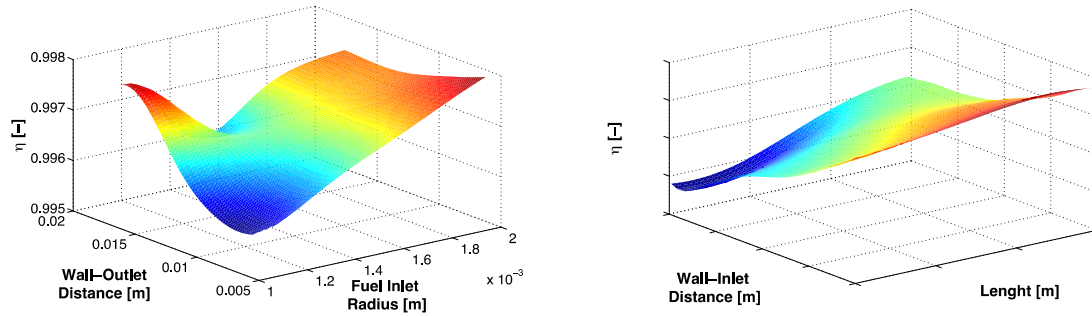 0.998
0.997
0.996
0.995
η [−]
0.02
0.015
0.01
0.005
Wall−Outlet
Distance [m]
1
1.2
1.4
1.6
1.8
2
x 10⁻³
Fuel Inlet
Radius [m]
η [−]
Wall−Inlet
Distance [m]
Lenght [m]